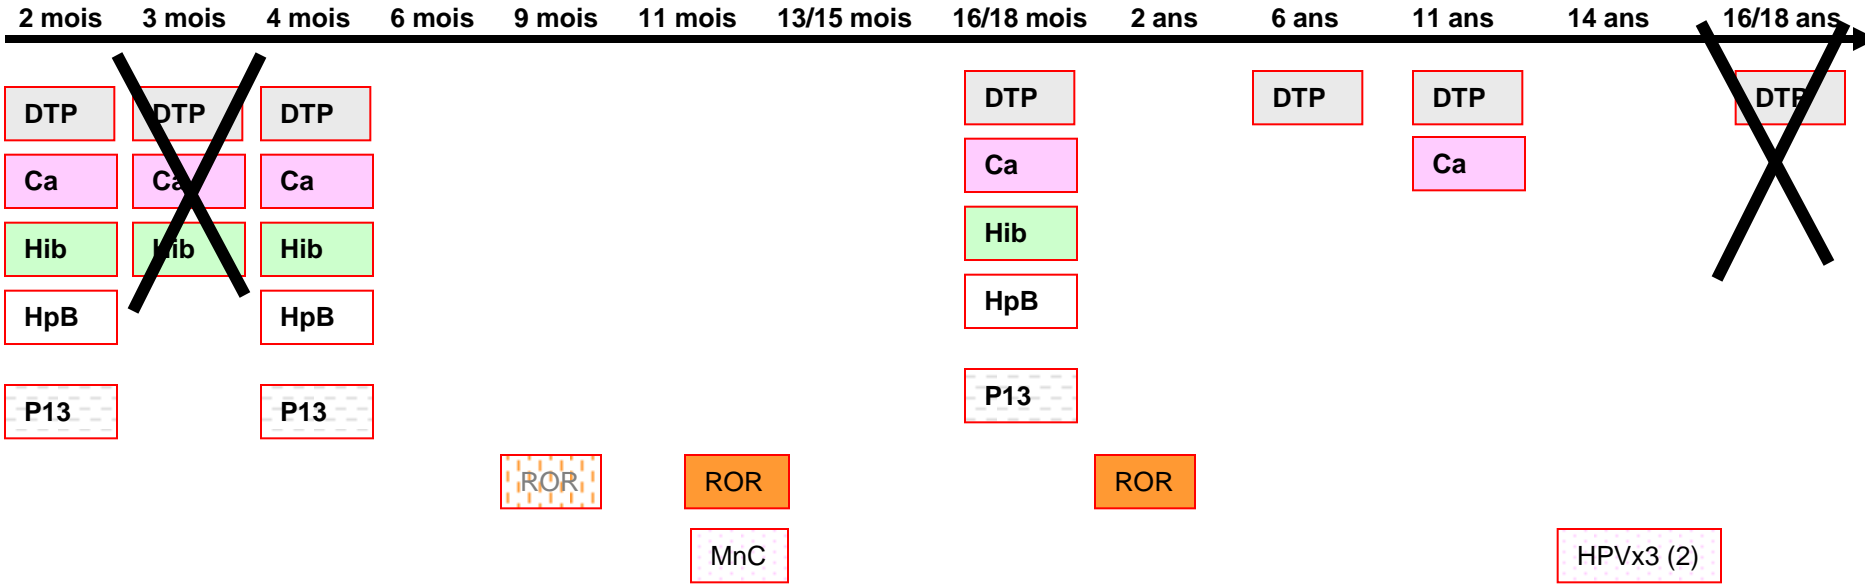 2 mois 3 mois 4 mois 6 mois 9 mois 11 mois 13/15 mois 16/18 mois 2 ans 6 ans 11 ans 14 ans 16/18 ans
DTP DTP DTP DTP DTP DTP DTP
Ca Ca Ca Ca Ca
Hib Hib Hib Hib
HpB HpB HpB
P13 P13 P13
ROR ROR ROR
MnC HPVx3 (2)